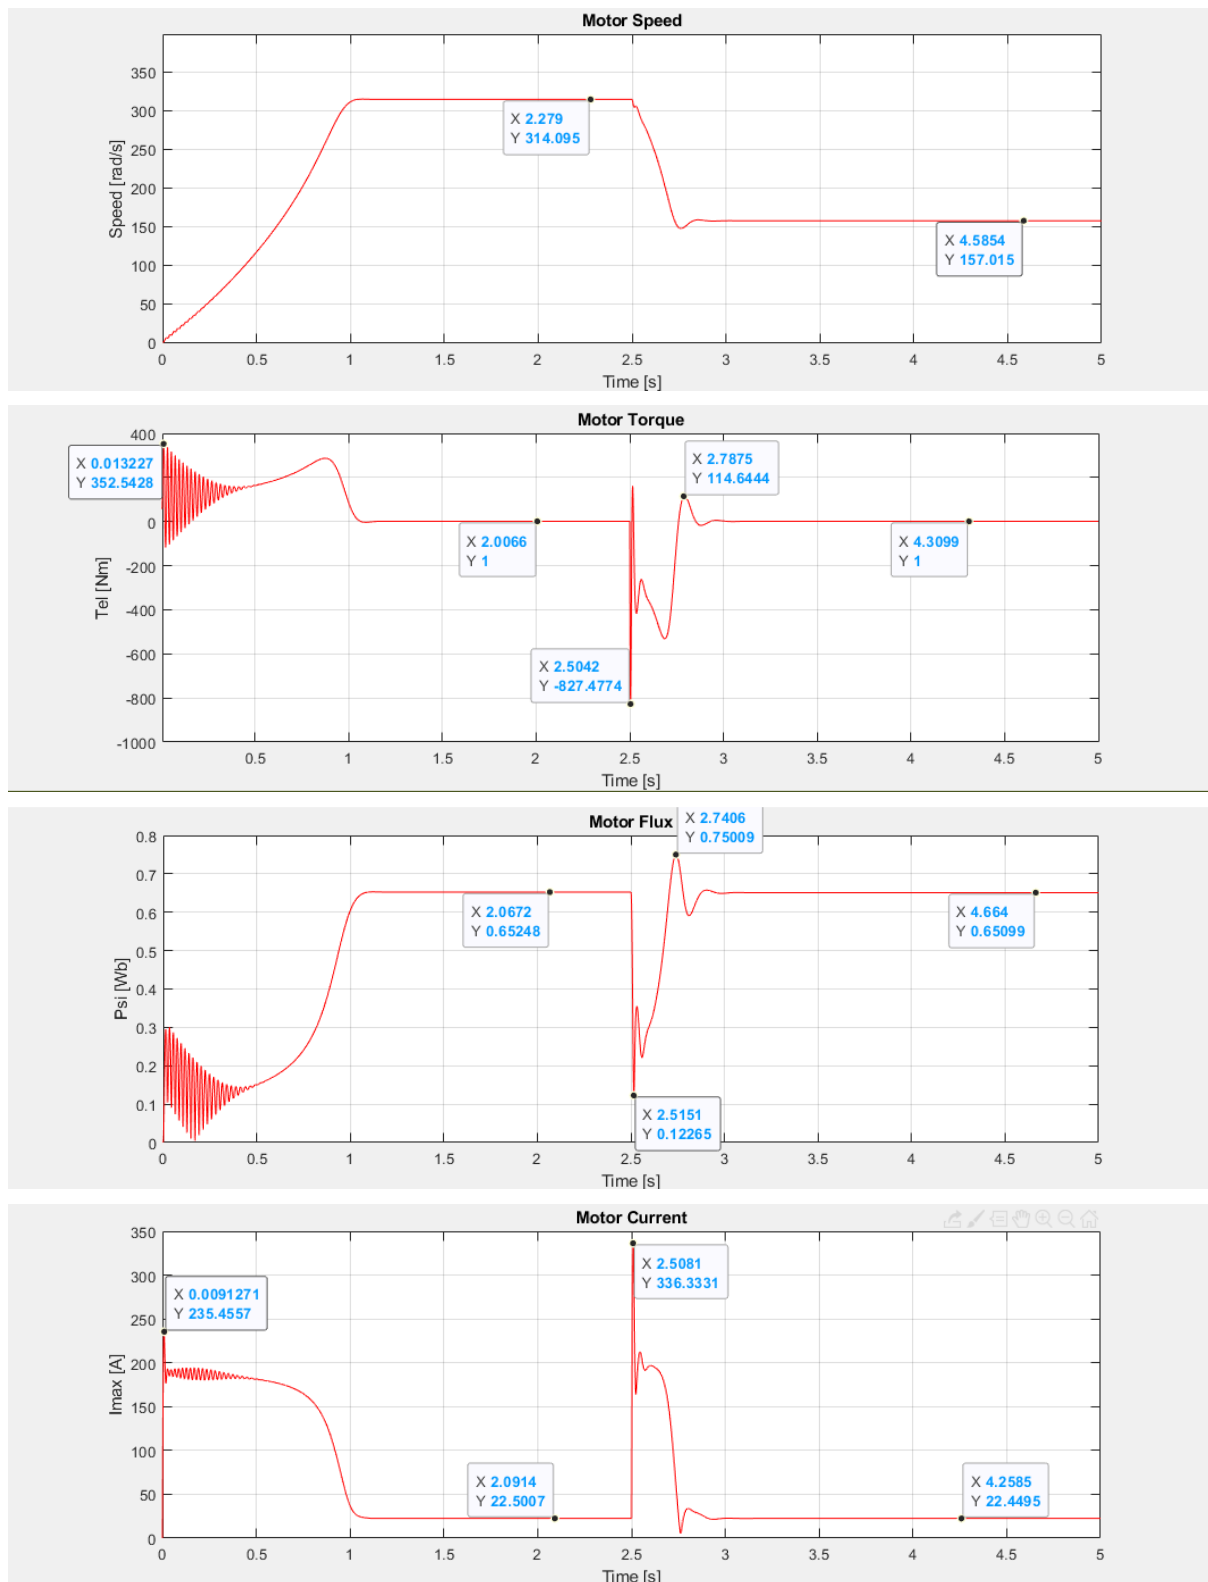 Motor Speed
350
300
250
200
150
100
50
0
Speed [rad/s]
X 2.279
Y 314.095
X 4.5854
Y 157.015
0 0.5 1 1.5 2 2.5 3 3.5 4 4.5 5
Time [s]
Motor Torque
400
200
0
-200
-400
-600
-800
-1000
Tel [Nm]
X 0.013227
Y 352.5428
X 2.7875
Y 114.6444
X 2.0066
Y 1
X 4.3099
Y 1
X 2.5042
Y -827.4774
0.5 1 1.5 2 2.5 3 3.5 4 4.5 5
Time [s]
Motor Flux
X 2.7406
Y 0.75009
0.8
0.7
0.6
0.5
0.4
0.3
0.2
0.1
0
Psi [Wb]
X 2.0672
Y 0.65248
X 4.664
Y 0.65099
X 2.5151
Y 0.12265
0 0.5 1 1.5 2 2.5 3 3.5 4 4.5 5
Time [s]
Motor Current
350
300
250
200
150
100
50
0
Imax [A]
X 0.0091271
Y 235.4557
X 2.5081
Y 336.3331
X 2.0914
Y 22.5007
X 4.2585
Y 22.4495
0 0.5 1 1.5 2 2.5 3 3.5 4 4.5 5
Time [s]